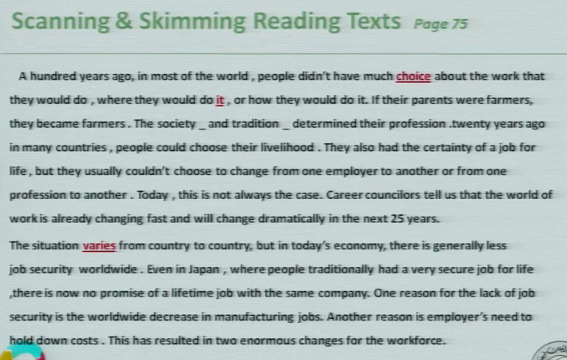 Scanning & Skimming Reading Texts Page 75
A hundred years ago, in most of the world , people didn't have much choice about the work that
they would do , where they would do it , or how they would do it. If their parents were farmers,
they became farmers . The society _ and tradition _ determined their profession .twenty years ago
in many countries , people could choose their livelihood . They also had the certainty of a job for
life , but they usually couldn't choose to change from one employer to another or from one
profession to another . Today , this is not always the case. Career councilors tell us that the world of
work is already changing fast and will change dramatically in the next 25 years.
The situation varies from country to country, but in today's economy, there is generally less
job security worldwide . Even in Japan , where people traditionally had a very secure job for life
,there is now no promise of a lifetime job with the same company. One reason for the lack of job
security is the worldwide decrease in manufacturing jobs. Another reason is employer's need to
hold down costs . This has resulted in two enormous changes for the workforce.